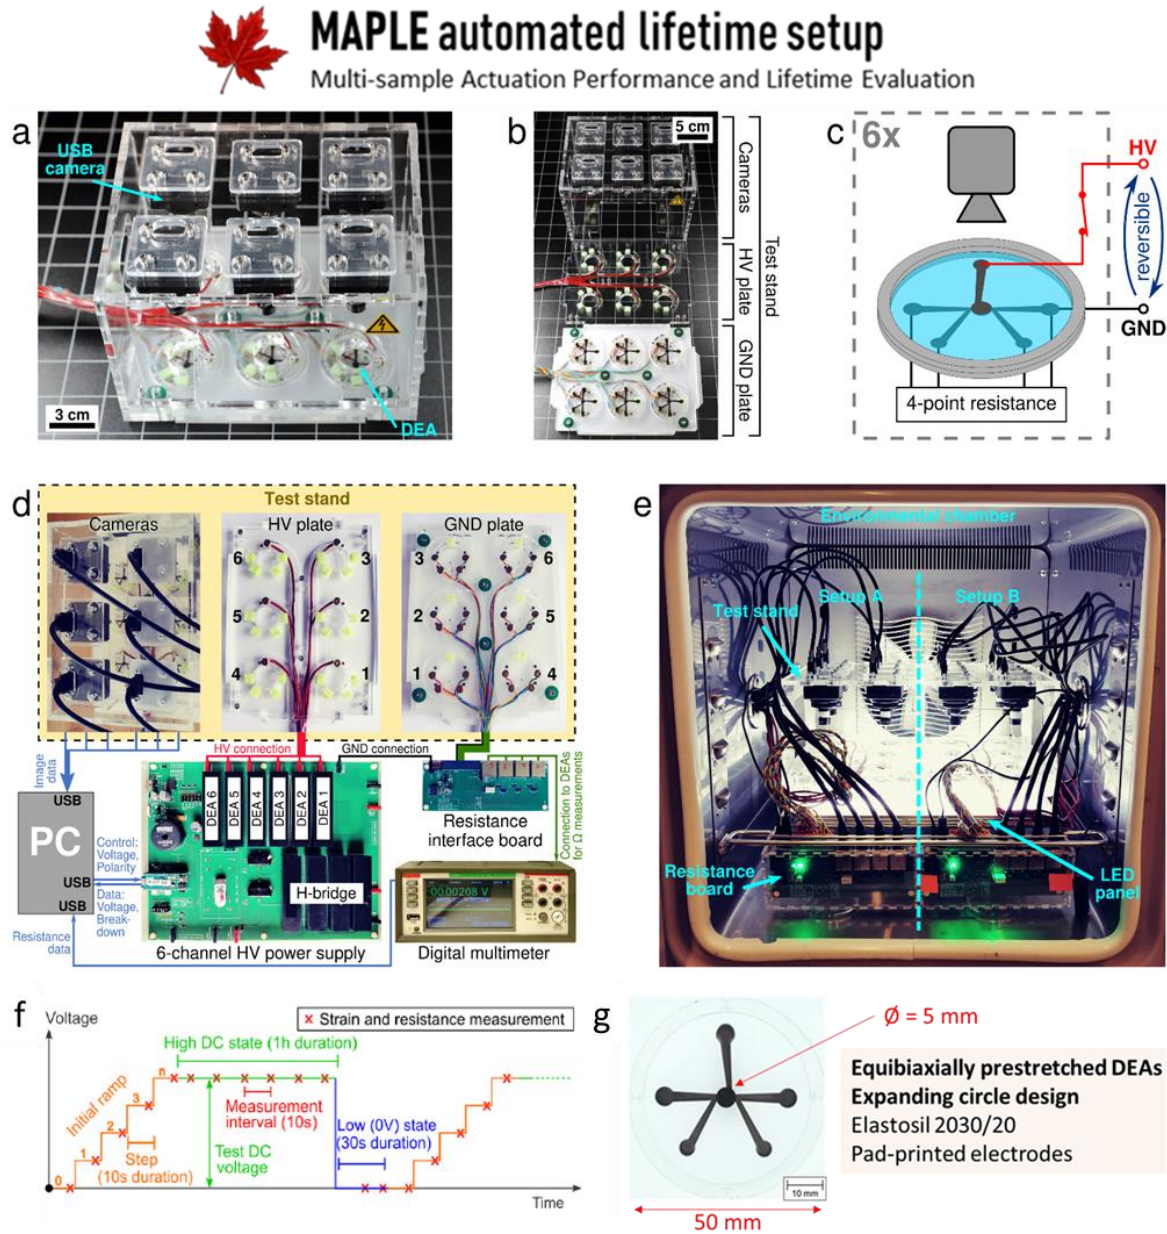 MAPLE automated lifetime setup
Multi-sample Actuation Performance and Lifetime Evaluation
a
USB
camera
3 cm
DEA
b
5 cm
Cameras
HV plate
GND plate
Test stand
c
6x
HV
reversible
GND
4-point resistance
d
Test stand
Cameras
HV plate
GND plate
6
3
5
2
4
1
3
6
2
5
1
4
Image
data
HV connection
GND connection
Connection to DEAs
for Ω measurements
USB
PC
USB
USB
Control:
Voltage,
Polarity
Data:
Voltage,
Break-
down
Resistance
data
DEA 6
DEA 5
DEA 4
DEA 3
DEA 2
DEA 1
H-bridge
6-channel HV power supply
Resistance
interface board
00.00208 V
Digital multimeter
e
Environmental chamber
Setup A
Setup B
Test stand
Resistance
board
LED
panel
f
Voltage
x Strain and resistance measurement
High DC state (1h duration)
Initial ramp
0
1
2
3
n
Step
(10s duration)
Measurement
interval (10s)
Test DC
voltage
Low (0V) state
(30s duration)
Time
g
Ø = 5 mm
10 mm
50 mm
Equibiaxially prestretched DEAs
Expanding circle design
Elastosil 2030/20
Pad-printed electrodes